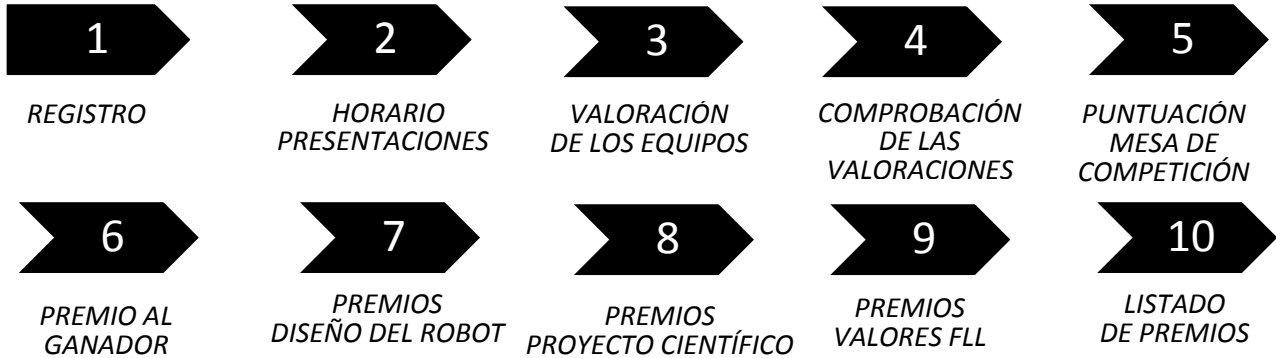 1
REGISTRO
2
HORARIO
PRESENTACIONES
3
VALORACIÓN
DE LOS EQUIPOS
4
COMPROBACIÓN
DE LAS
VALORACIONES
5
PUNTUACIÓN
MESA DE
COMPETICIÓN
6
PREMIO AL
GANADOR
7
PREMIOS
DISEÑO DEL ROBOT
8
PREMIOS
PROYECTO CIENTÍFICO
9
PREMIOS
VALORES FLL
10
LISTADO
DE PREMIOS